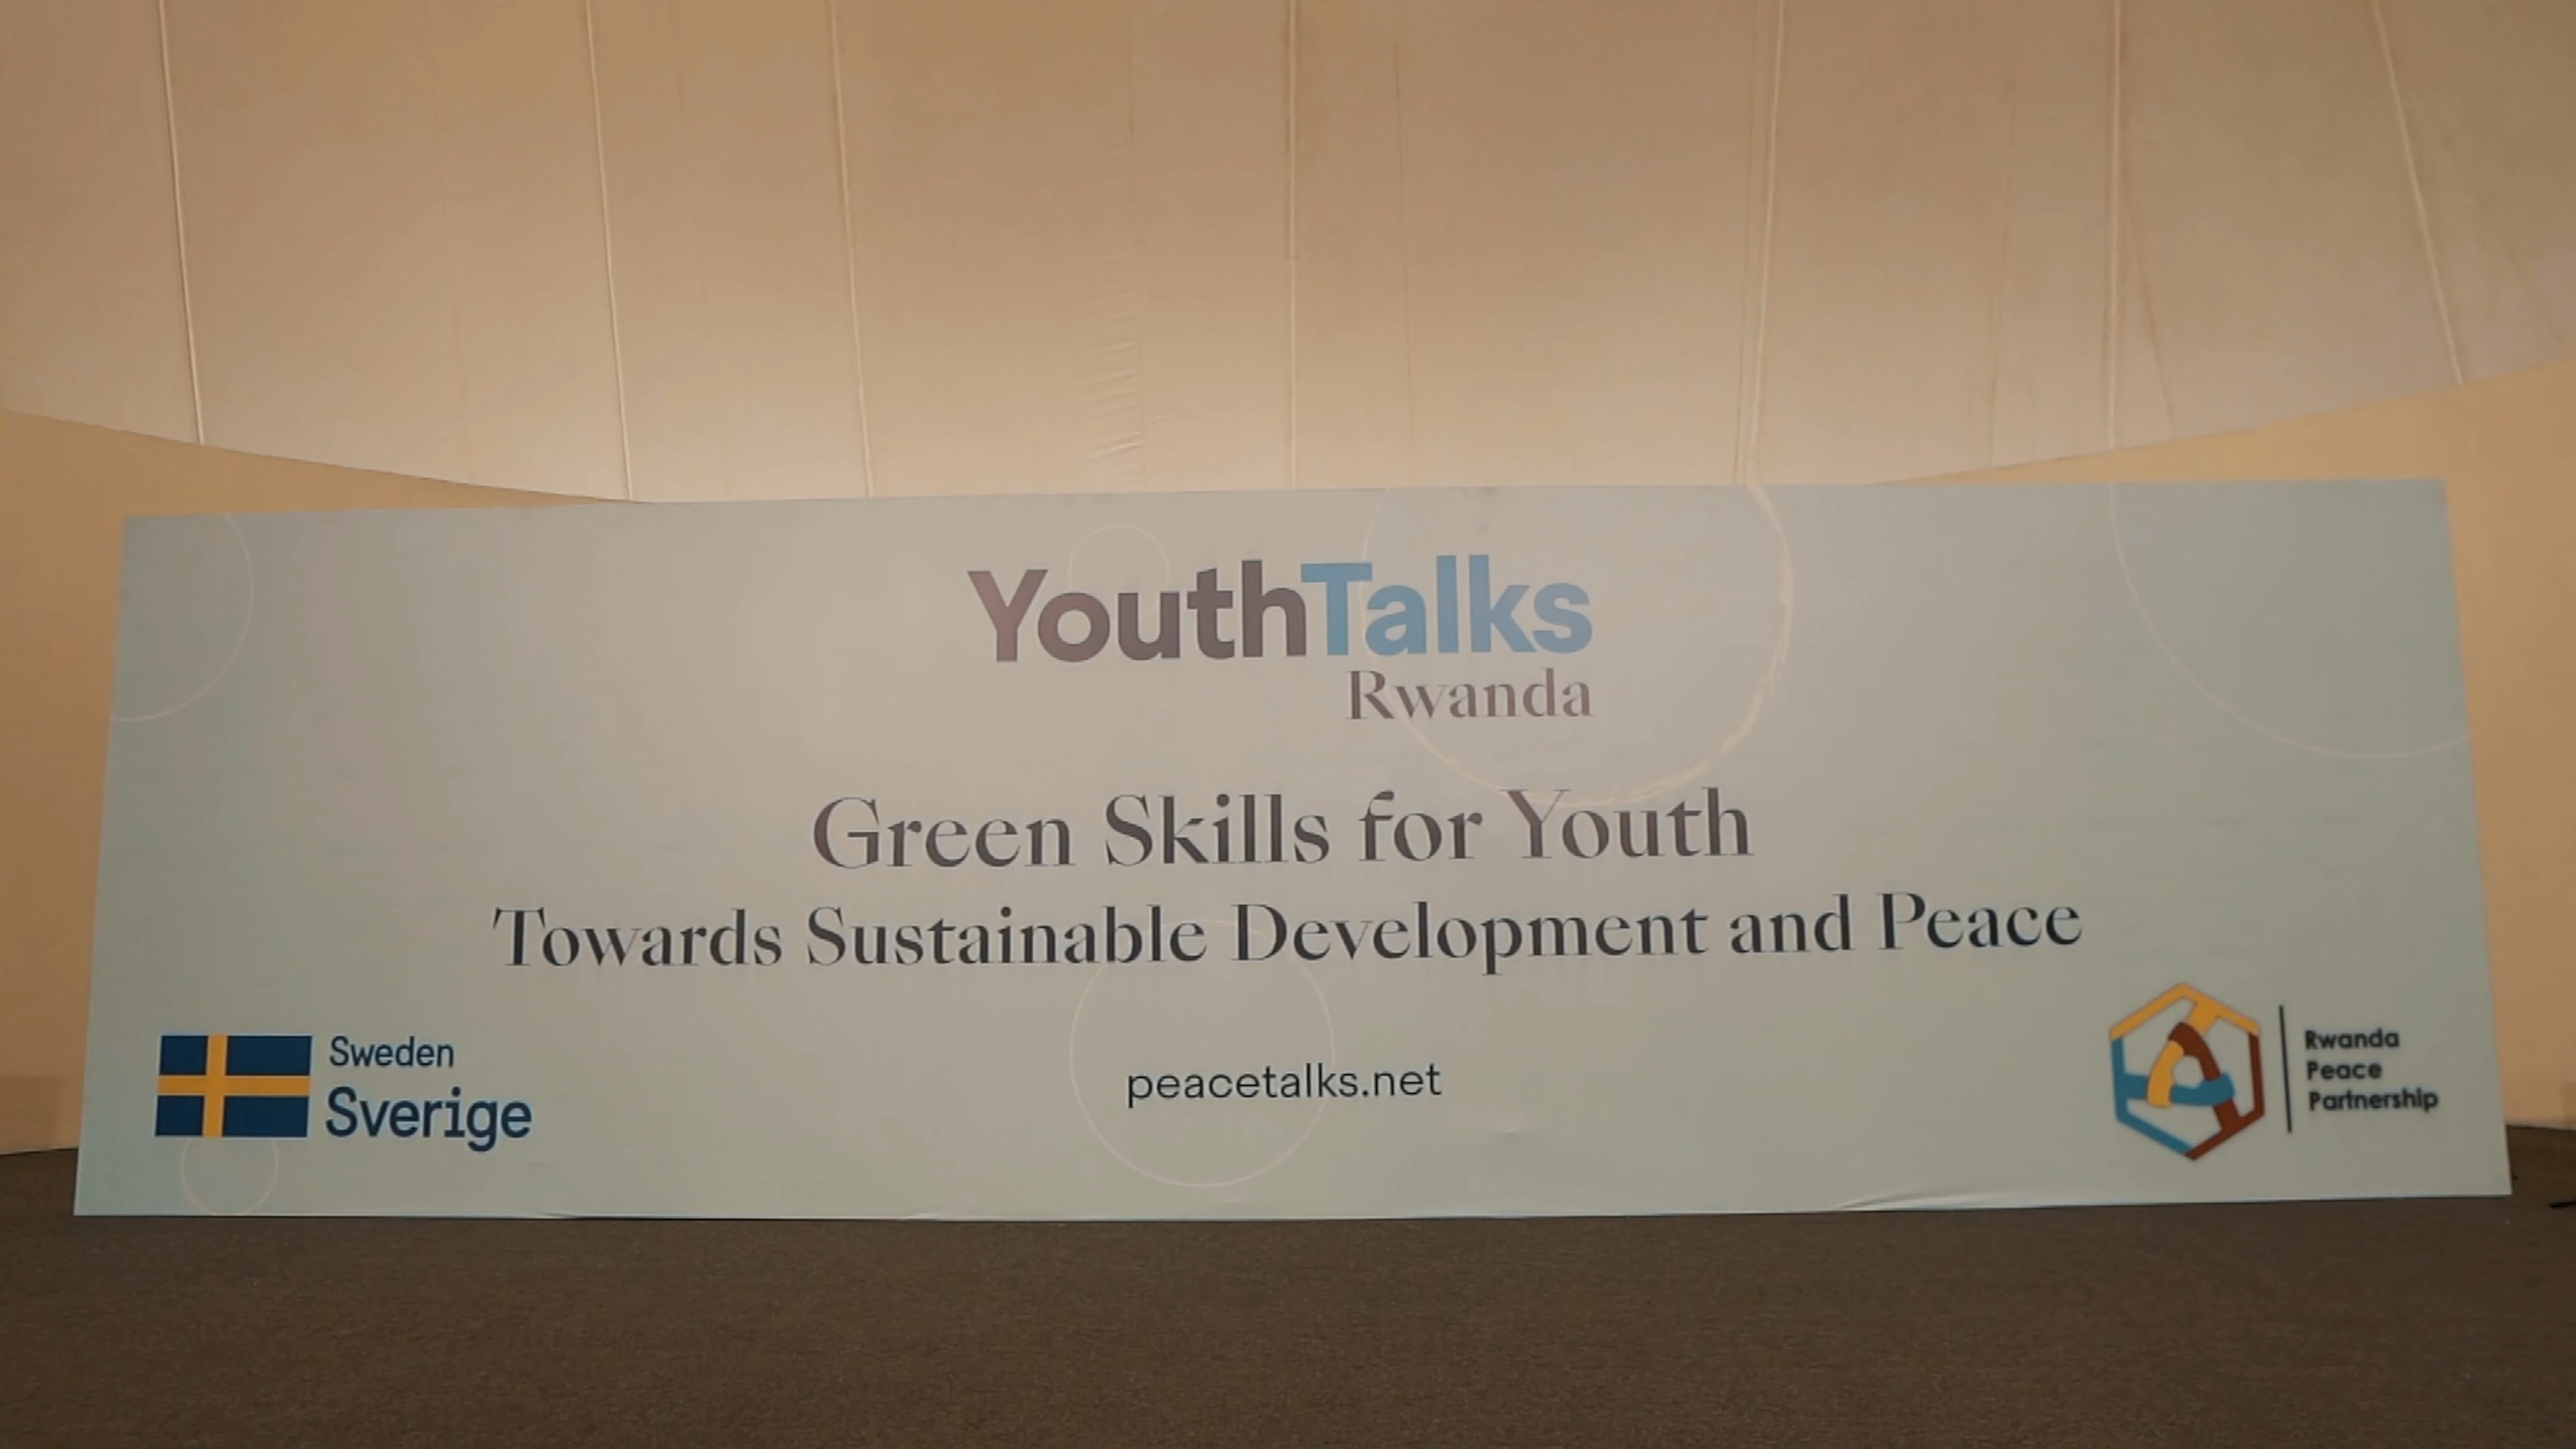 YouthTalks
Rwanda
Green Skills for Youth
Towards Sustainable Development and Peace
Sweden
Sverige
peacetalks.net
Rwanda
Peace
Partnership